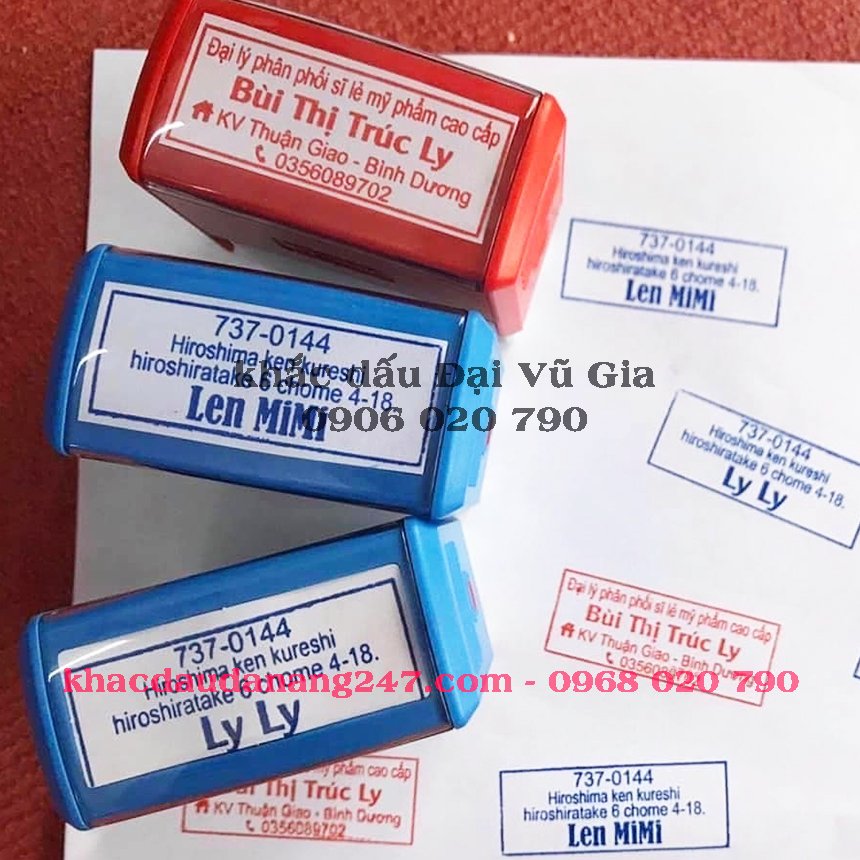 Đại lý phân phối sĩ lẻ mỹ phẩm cao cấp
Bùi Thị Trúc Ly
KV Thuận Giao - Bình Dương
0356089702
737-0144
Hiroshima ken kureshi
hiroshiratake 6 chome 4-18.
Len MiMi
737-0144
Hiroshima ken kureshi
hiroshiratake 6 chome 4-18.
Len MiMi
khắc dấu Đại Vũ Gia
0906 020 790
737-0144
Hiroshima ken kureshi
hiroshiratake 6 chome 4-18.
Ly Ly
Đại lý phân phối sĩ lẻ mỹ phẩm cao cấp
Bùi Thị Trúc Ly
KV Thuận Giao - Bình Dương
0356089702
737-0144
Hiroshima ken kureshi
hiroshiratake 6 chome 4-18.
Ly Ly
khacdaudanang247.com - 0968 020 790
mỹ phẩm cao cấp
Thị Trúc Ly
KV Thuận Giao - Bình Dương
0356089702
737-0144
Hiroshima ken kureshi
hiroshiratake 6 chome 4-18.
Len MiMi